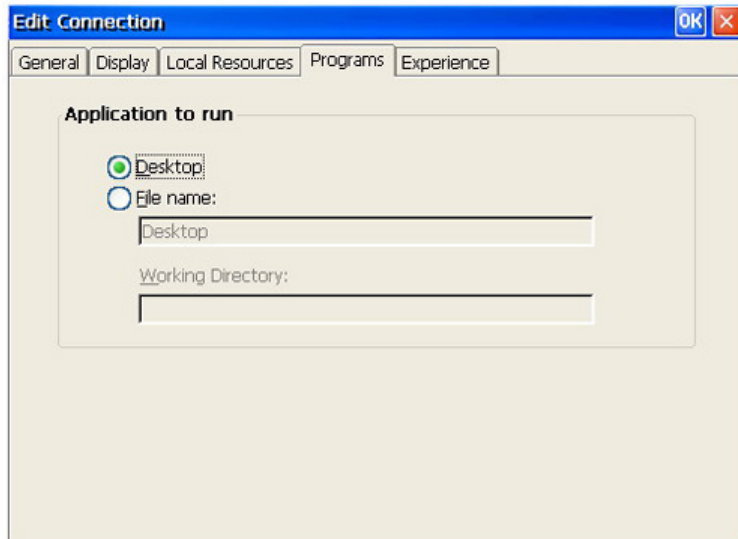 Edit Connection OK
General Display Local Resources Programs Experience
Application to run
Desktop
File name:
Desktop
Working Directory: